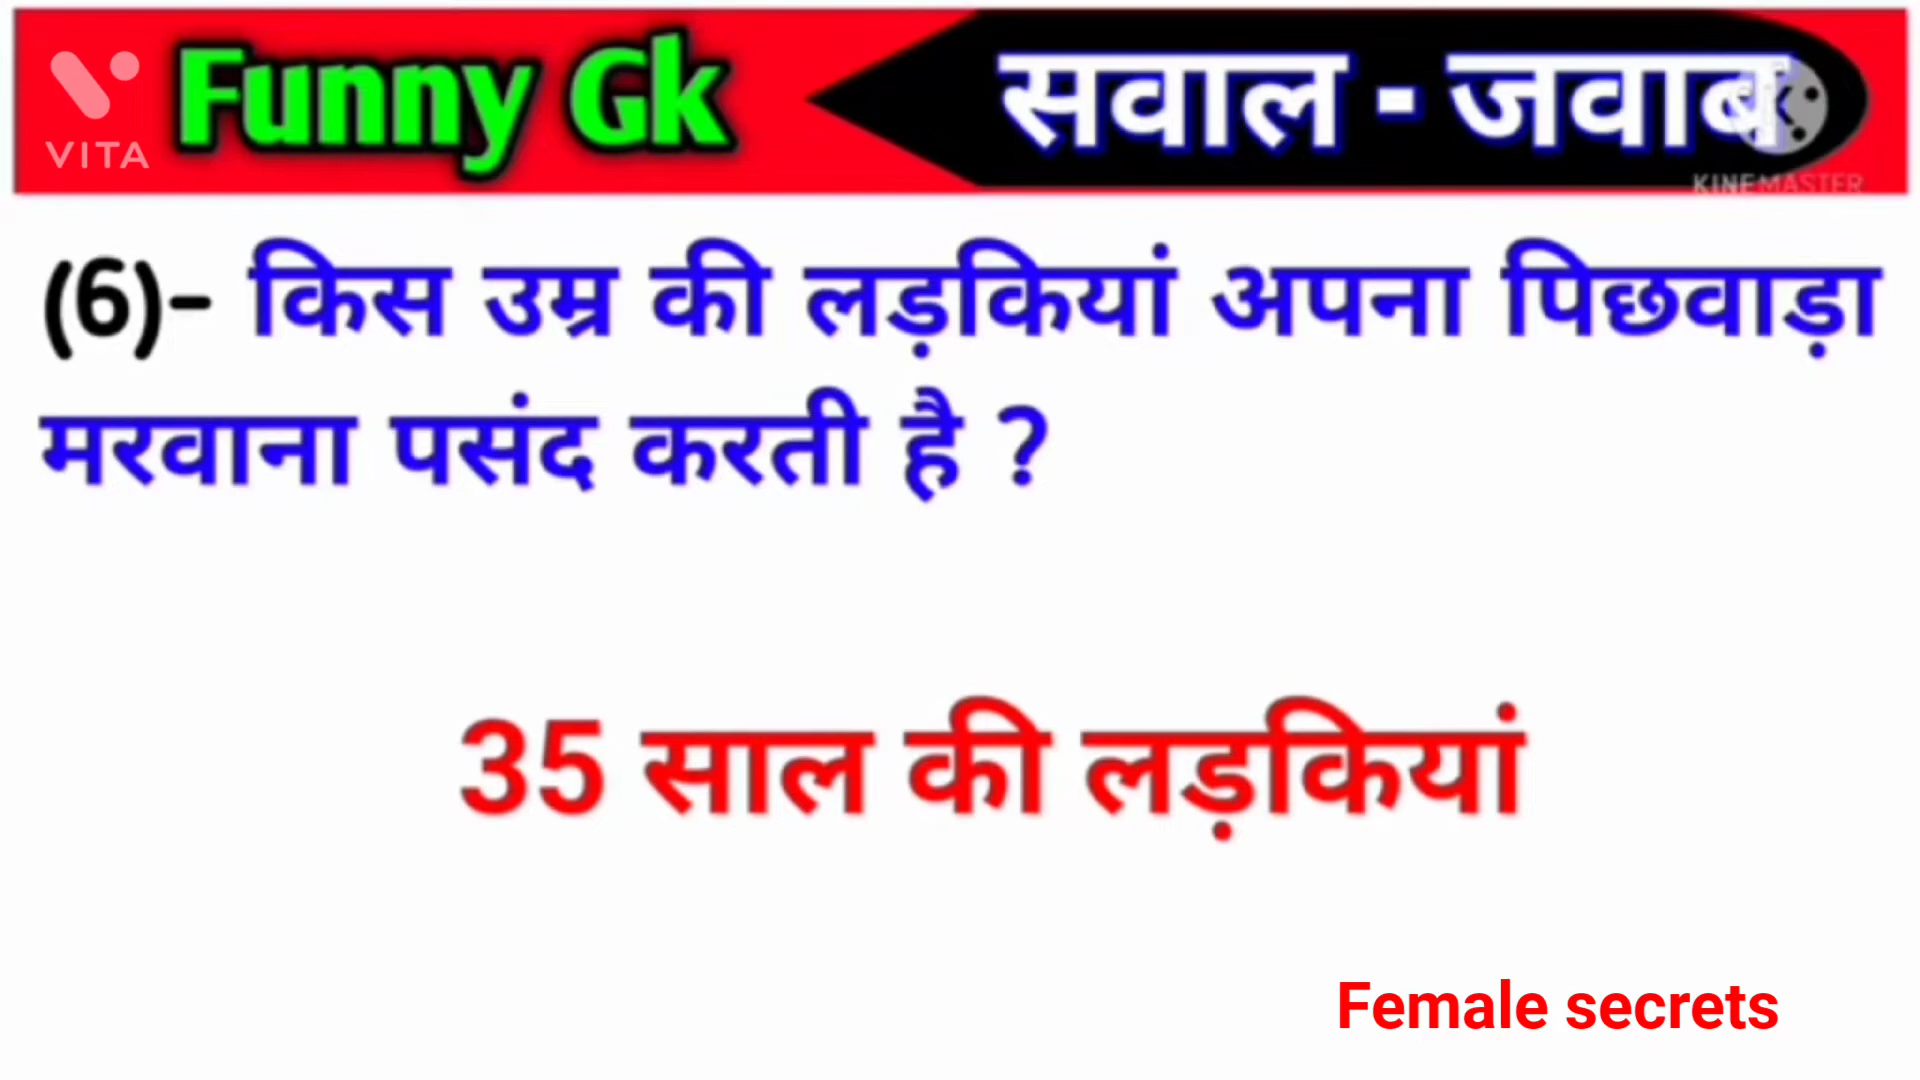 VITA
Funny Gk
सवाल - जवाब
KINEMASTER
(6)- किस उम्र की लड़कियां अपना पिछवाड़ा
मरवाना पसंद करती है ?
35 साल की लड़कियां
Female secrets